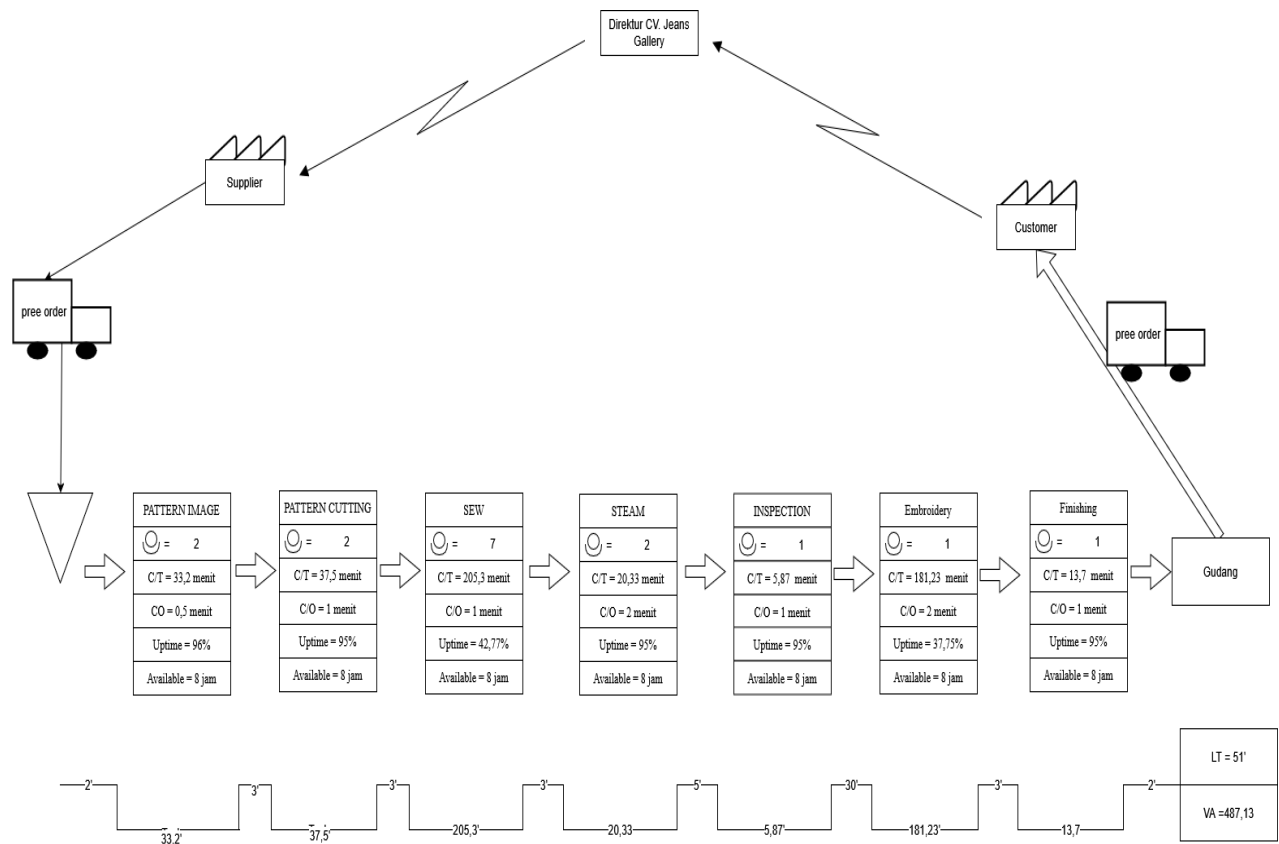 Direktur CV. Jeans
Gallery
Supplier
Customer
pree order
pree order
PATTERN IMAGE
= 2
C/T = 33,2 menit
CO = 0,5 menit
Uptime = 96%
Available = 8 jam
PATTERN CUTTING
= 2
C/T = 37,5 menit
C/O = 1 menit
Uptime = 95%
Available = 8 jam
SEW
= 7
C/T = 205,3 menit
C/O = 1 menit
Uptime = 42,77%
Available = 8 jam
STEAM
= 2
C/T = 20,33 menit
C/O = 2 menit
Uptime = 95%
Available = 8 jam
INSPECTION
= 1
C/T = 5,87 menit
C/O = 1 menit
Uptime = 95%
Available = 8 jam
Embroidery
= 1
C/T = 181,23 menit
C/O = 2 menit
Uptime = 37,75%
Available = 8 jam
Finishing
= 1
C/T = 13,7 menit
C/O = 1 menit
Uptime = 95%
Available = 8 jam
Gudang
2' 3' 3' 3' 5' 30' 3' 2'
33,2' 37,5' 205,3' 20,33 5,87' 181,23' 13,7
LT = 51'
VA =487,13